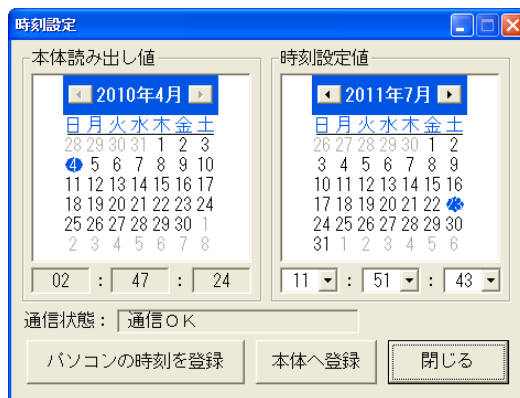 時刻設定
本体読み出し値
2010年4月
日 月 火 水 木 金 土
28 29 30 31 1 2 3
4 5 6 7 8 9 10
11 12 13 14 15 16 17
18 19 20 21 22 23 24
25 26 27 28 29 30 1
2 3 4 5 6 7 8
02 : 47 : 24
時刻設定値
2011年7月
日 月 火 水 木 金 土
26 27 28 29 30 1 2
3 4 5 6 7 8 9
10 11 12 13 14 15 16
17 18 19 20 21 22 23
24 25 26 27 28 29 30
31 1 2 3 4 5 6
11 : 51 : 43
通信状態： 通信ＯＫ
パソコンの時刻を登録 本体へ登録 閉じる